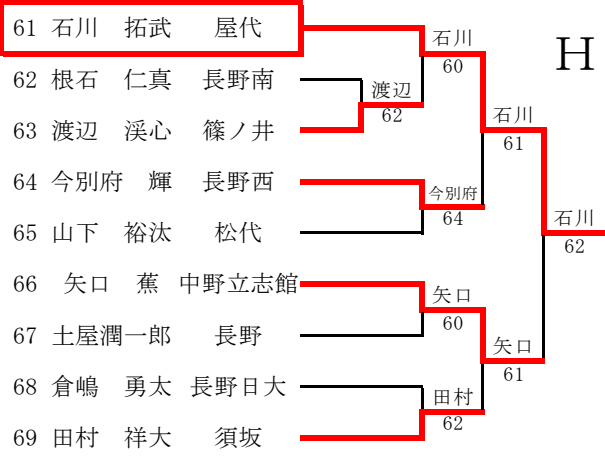 61 石川 拓武 屋代
62 根石 仁真 長野南
63 渡辺 渓心 篠ノ井
64 今別府 輝 長野西
65 山下 裕汰 松代
66 矢口 蕉 中野立志館
67 土屋潤一郎 長野
68 倉嶋 勇太 長野日大
69 田村 祥大 須坂
渡辺
62
石川
60
今別府
64
矢口
60
田村
62
石川
61
矢口
61
石川
62
H